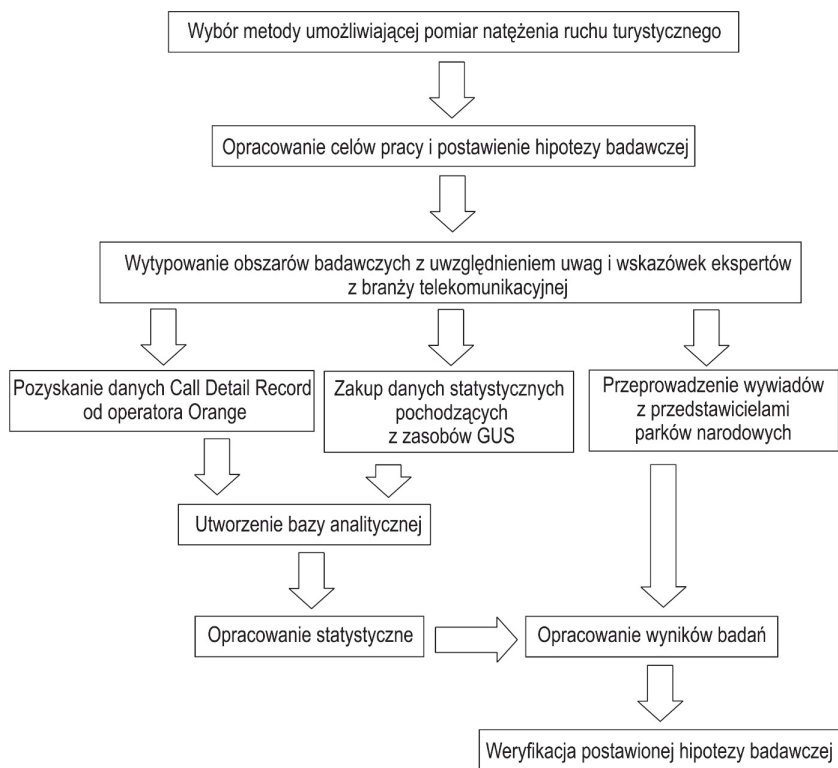 Wybór metody umożliwiającej pomiar natężenia ruchu turystycznego
Opracowanie celów pracy i postawienie hipotezy badawczej
Wytypowanie obszarów badawczych z uwzględnieniem uwag i wskazówek ekspertów
z branży telekomunikacyjnej
Pozyskanie danych Call Detail Record
od operatora Orange
Zakup danych statystycznych
pochodzących
z zasobów GUS
Przeprowadzenie wywiadów
z przedstawicielami
parków narodowych
Utworzenie bazy analitycznej
Opracowanie statystyczne
Opracowanie wyników badań
Weryfikacja postawionej hipotezy badawczej